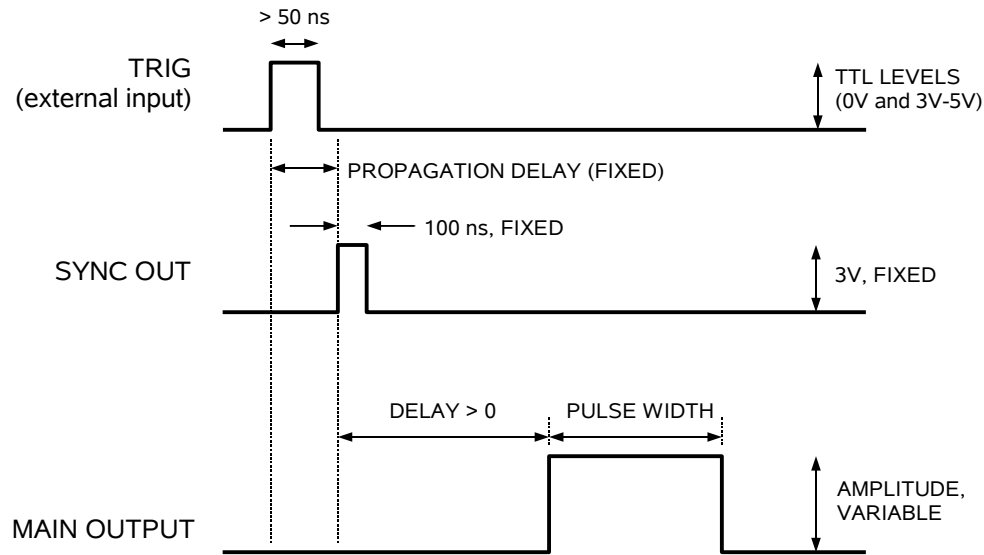 > 50 ns
TRIG
(external input)
TTL LEVELS
(0V and 3V-5V)
PROPAGATION DELAY (FIXED)
100 ns, FIXED
SYNC OUT
3V, FIXED
DELAY > 0
PULSE WIDTH
AMPLITUDE,
VARIABLE
MAIN OUTPUT